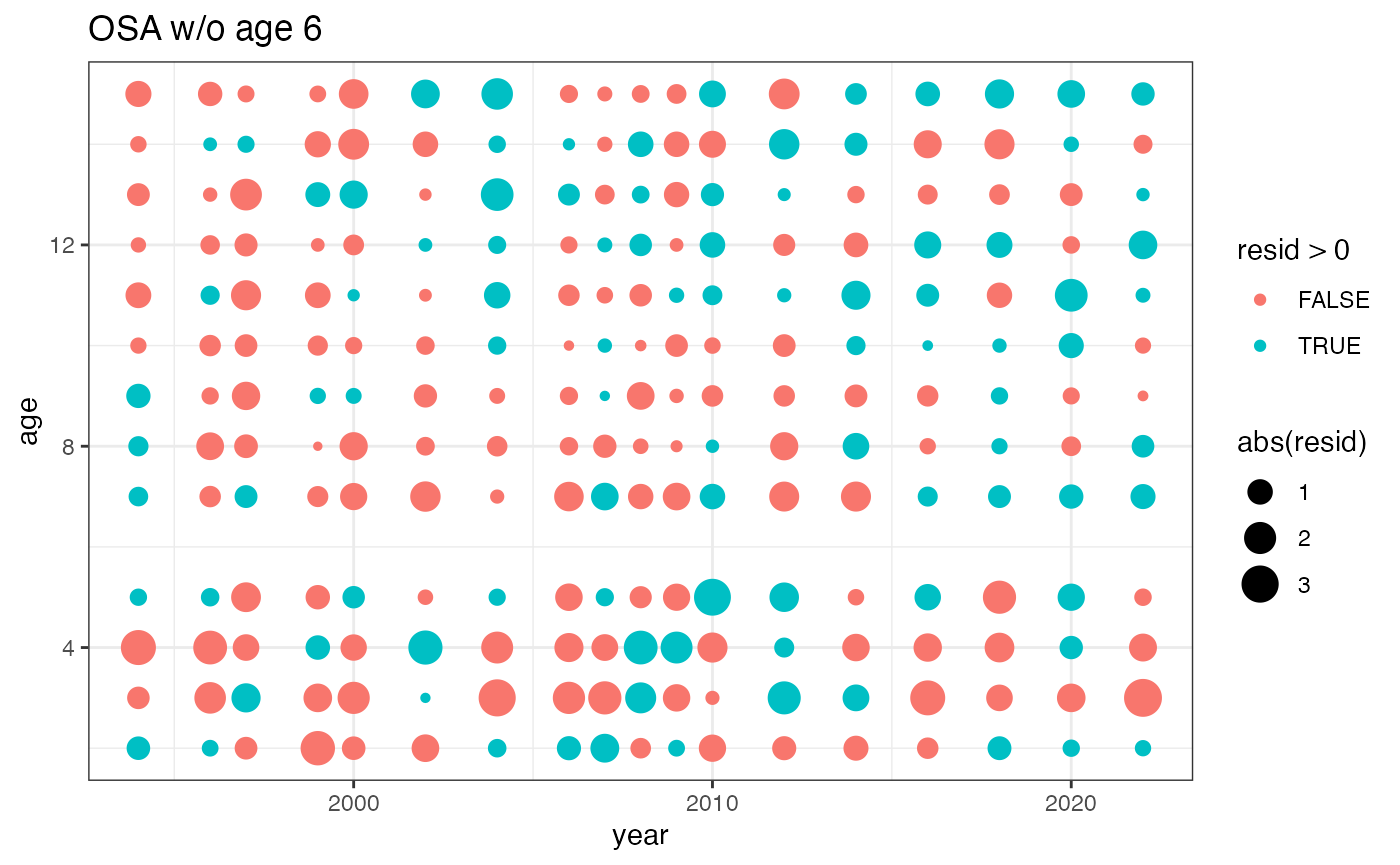 OSA w/o age 6
age
12
8
4
2000
2010
2020
year
resid > 0
FALSE
TRUE
abs(resid)
1
2
3